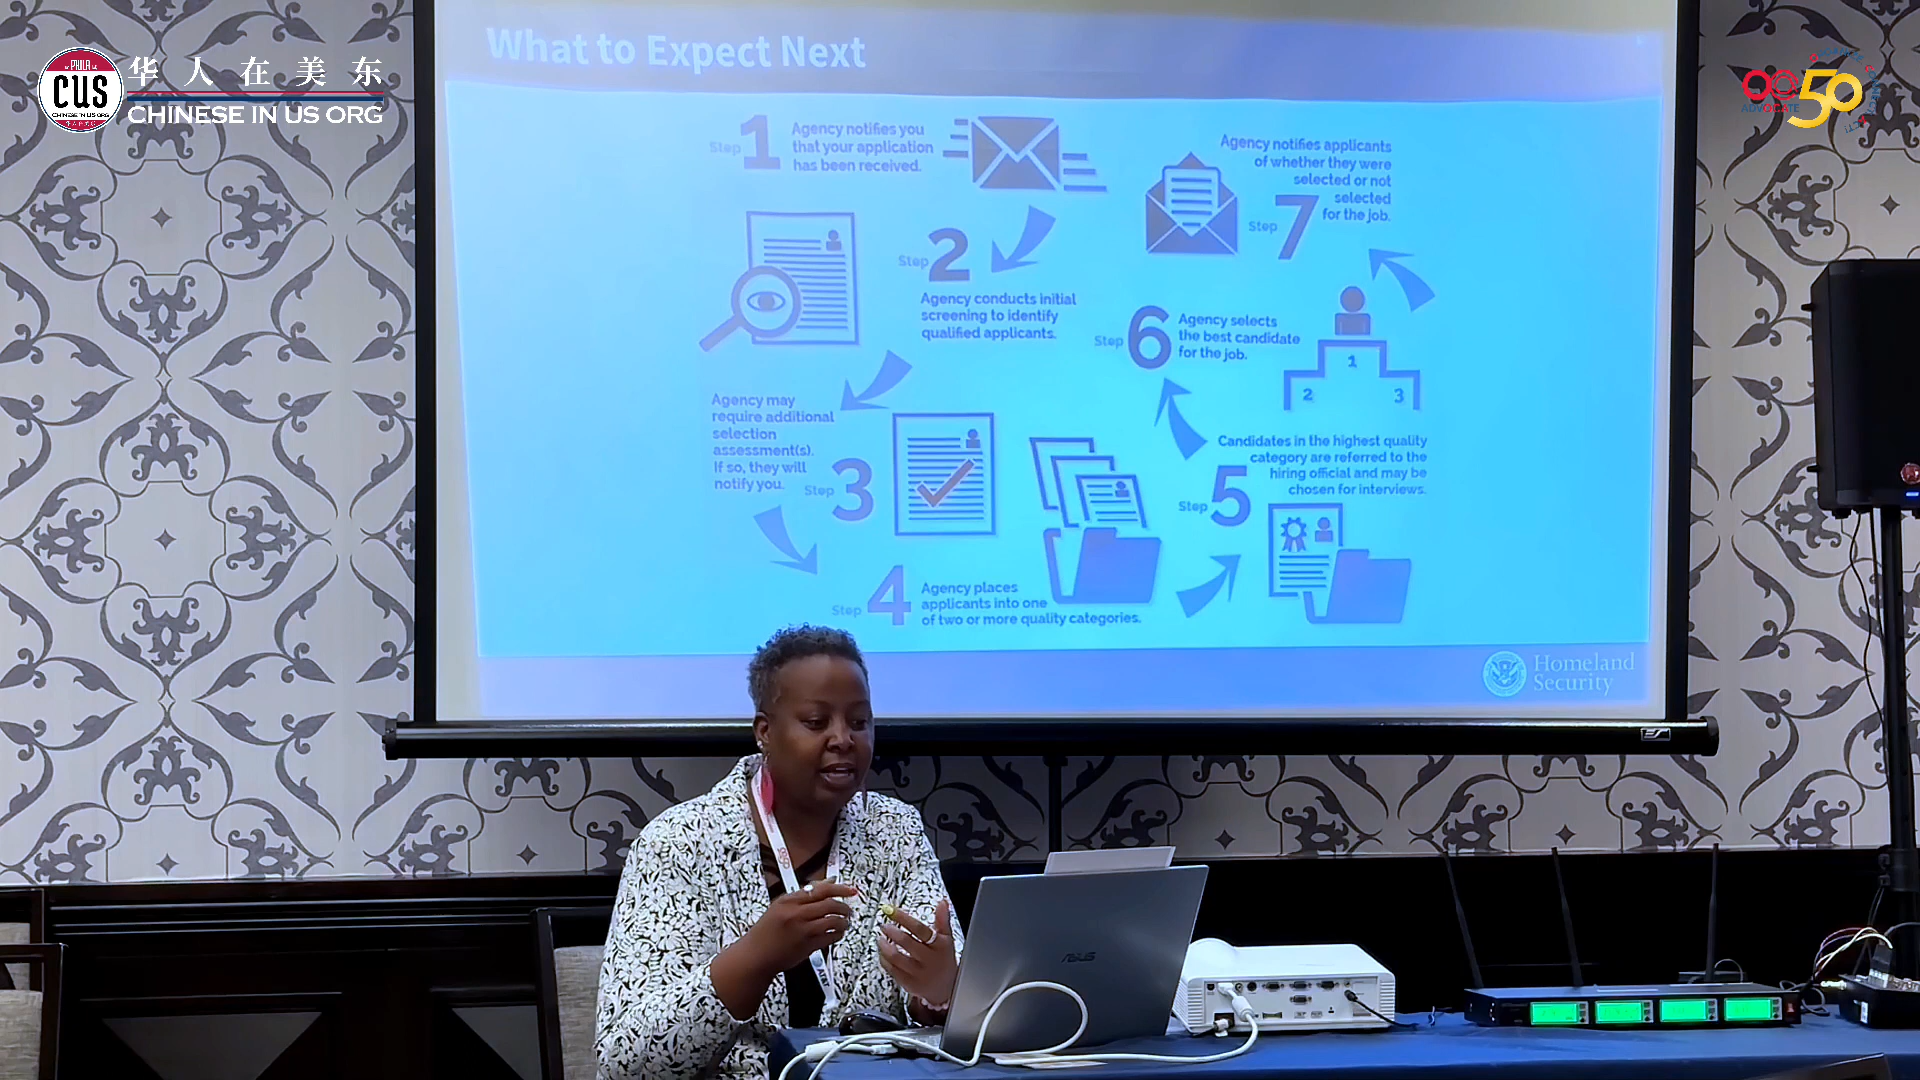 What to Expect Next
PHILA
CUS
CHINESE IN US ORG
华人在美东
CHINESE IN US ORG
50
ADVOCATE
Step 1
Agency notifies you
that your application
has been received.
Step 2
Agency conducts initial
screening to identify
qualified applicants.
Agency may
require additional
selection
assessment(s).
If so, they will
notify you.
Step 3
Step 4
Agency places
applicants into one
of two or more quality categories.
Candidates in the highest quality
category are referred to the
hiring official and may be
chosen for interviews.
Step 5
Step 6
Agency selects
the best candidate
for the job.
1
2
3
Agency notifies applicants
of whether they were
selected or not
selected
for the job.
Step 7
Homeland
Security
ASUS